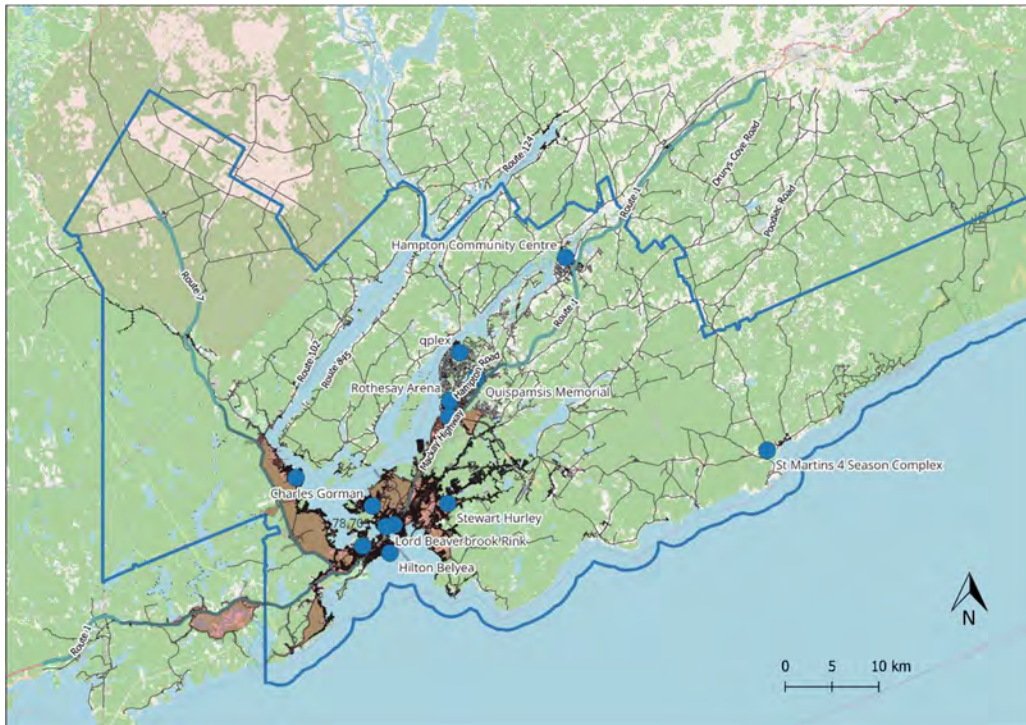 Route 124
Drurys Cove Road
Route 1
Poodiac Road
Hampton Community Centre
Route 7
Route 1
Route 102
Route 845
qplex
Hampton Road
Rothesay Arena
Quispamsis Memorial
Mackay Highway
St Martins 4 Season Complex
Charles Gorman
Stewart Hurley
Lord Beaverbrook Rink
Hilton Belyea
Route 1
N
0 5 10 km